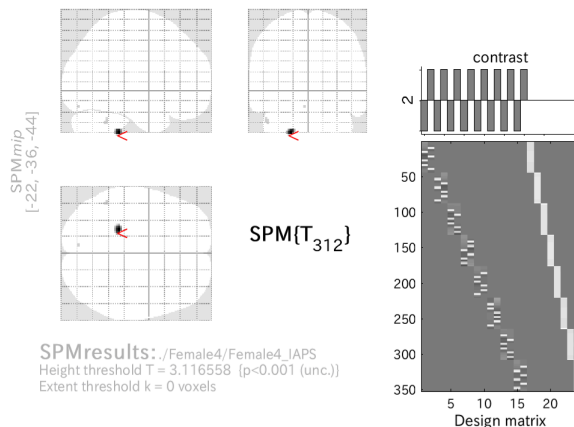 contrast
2
SPMmip
[-22, -36, -44]
SPM{T312}
50
100
150
200
250
300
350
5
10
15
20
Design matrix
SPMresults: ./Female4/Female4_IAPS
Height threshold T = 3.116558 {p<0.001 (unc.)}
Extent threshold k = 0 voxels